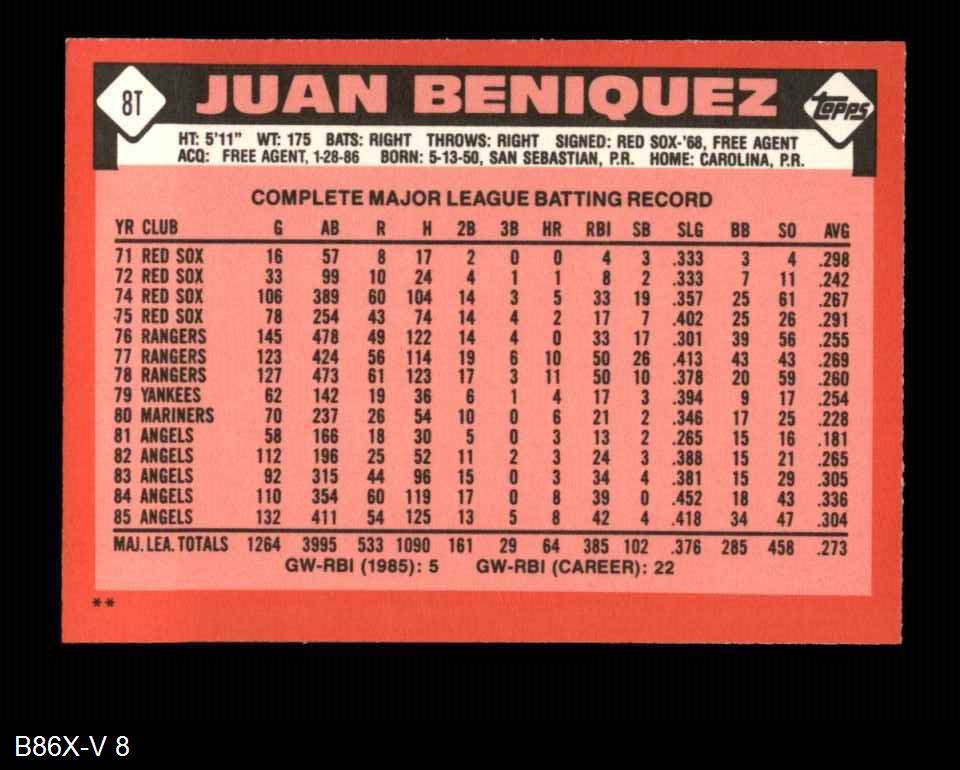 8T JUAN BENIQUEZ Topps
HT: 5'11" WT: 175 BATS: RIGHT THROWS: RIGHT SIGNED: RED SOX-'68, FREE AGENT
ACQ: FREE AGENT, 1-28-86 BORN: 5-13-50, SAN SEBASTIAN, P.R. HOME: CAROLINA, P.R.
COMPLETE MAJOR LEAGUE BATTING RECORD
YR CLUB G AB R H 2B 3B HR RBI SB SLG BB SO AVG
71 RED SOX 16 57 8 17 2 0 0 4 3 .333 3 4 .298
72 RED SOX 33 99 10 24 4 1 1 8 2 .333 7 11 .242
74 RED SOX 106 389 60 104 14 3 5 33 19 .357 25 61 .267
75 RED SOX 78 254 43 74 14 4 2 17 7 .402 25 26 .291
76 RANGERS 145 478 49 122 14 4 0 33 17 .301 39 56 .255
77 RANGERS 123 424 56 114 19 6 10 50 26 .413 43 43 .269
78 RANGERS 127 473 61 123 17 3 11 50 10 .378 20 59 .260
79 YANKEES 62 142 19 36 6 1 4 17 3 .394 9 17 .254
80 MARINERS 70 237 26 54 10 0 6 21 2 .346 17 25 .228
81 ANGELS 58 166 18 30 5 0 3 13 2 .265 15 16 .181
82 ANGELS 112 196 25 52 11 2 3 24 3 .388 15 21 .265
83 ANGELS 92 315 44 96 15 0 3 34 4 .381 15 29 .305
84 ANGELS 110 354 60 119 17 0 8 39 0 .452 18 43 .336
85 ANGELS 132 411 54 125 13 5 8 42 4 .418 34 47 .304
MAJ. LEA. TOTALS 1264 3995 533 1090 161 29 64 385 102 .376 285 458 .273
GW-RBI (1985): 5 GW-RBI (CAREER): 22
**
B86X-V 8